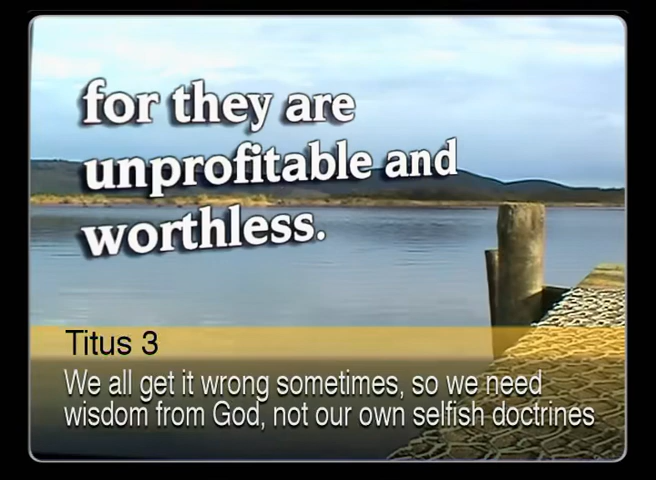 for they are
unprofitable and
worthless.
Titus 3
We all get it wrong sometimes, so we need
wisdom from God, not our own selfish doctrines